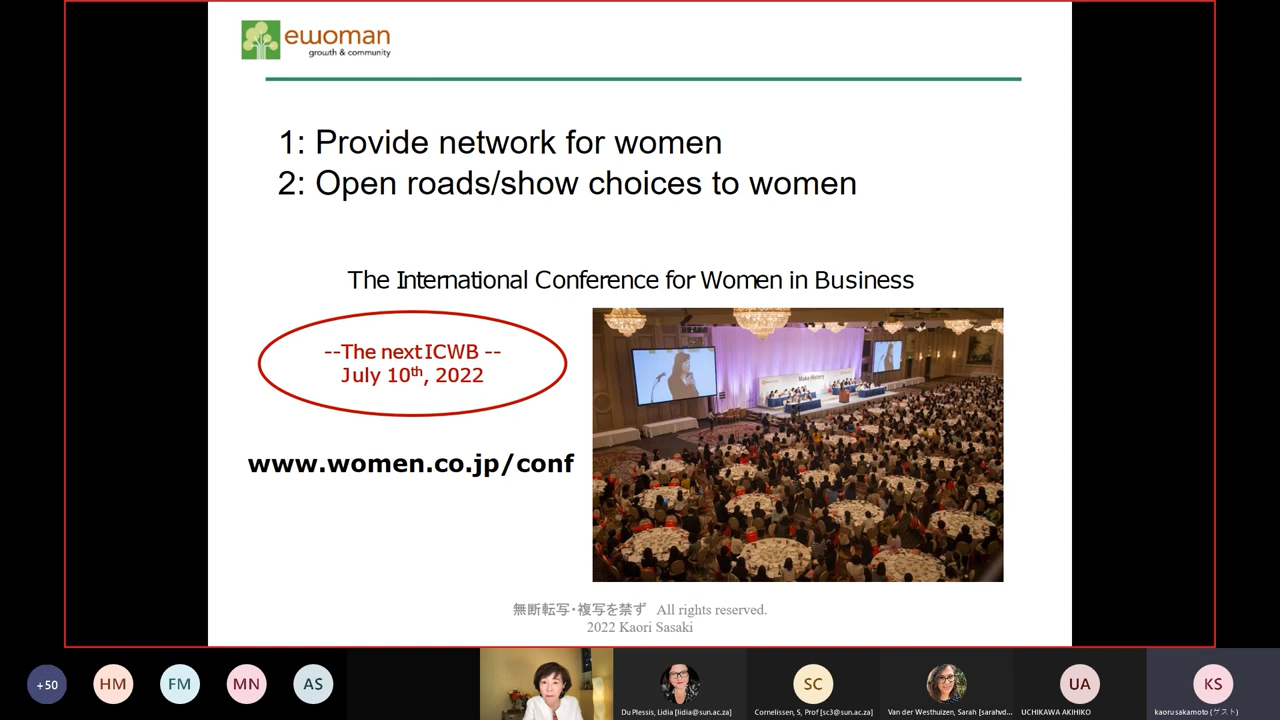 ewoman
growth & community
1: Provide network for women
2: Open roads/show choices to women
The International Conference for Women in Business
--The next ICWB --
July 10th, 2022
www.women.co.jp/conf
Make History
無断転写・複写を禁ず All rights reserved.
2022 Kaori Sasaki
+50
HM
FM
MN
AS
Du Plessis, Lidia [lidia@sun.ac.za]
SC
Cornelissen, S, Prof [sc3@sun.ac.za]
Van der Westhuizen, Sarah [sarahvd...
UA
UCHIKAWA AKIHIKO
KS
kaoru sakamoto (ゲスト)